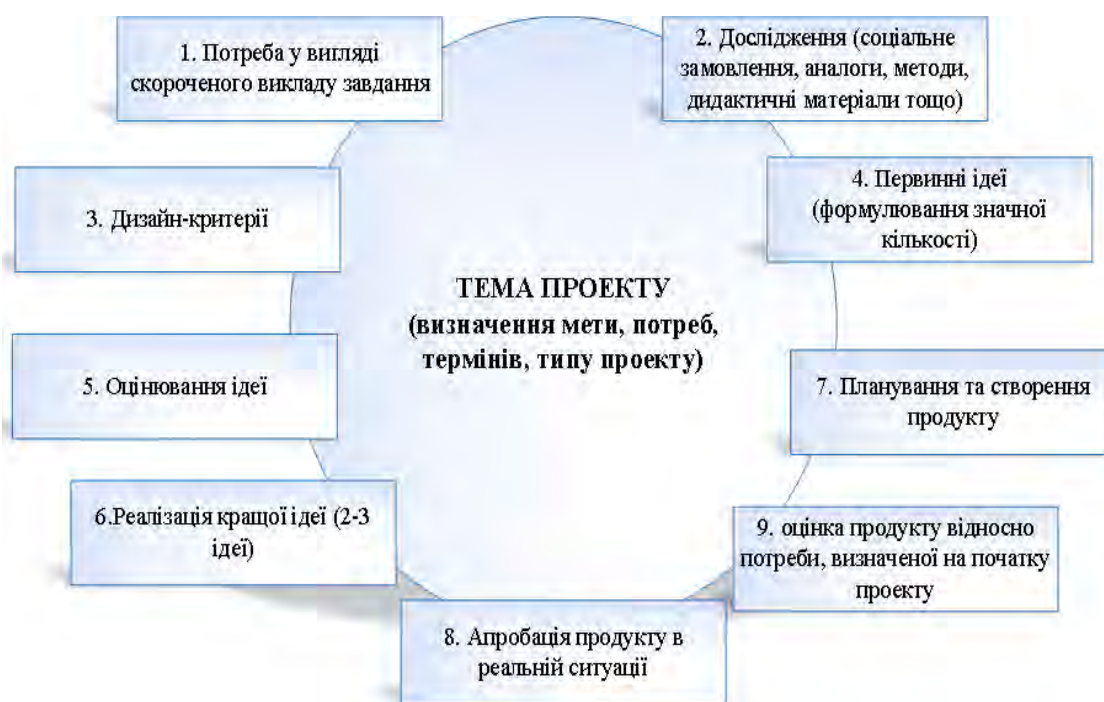 1. Потреба у вигляді
скороченого викладу завдання
2. Дослідження (соціальне
замовлення, аналоги, методи,
дидактичні матеріали тощо)
3. Дизайн-критерії
4. Первинні ідеї
(формулювання значної
кількості)
ТЕМА ПРОЕКТУ
(визначення мети, потреб,
термінів, типу проекту)
5. Оцінювання ідеї
6.Реалізація кращої ідеї (2-3
ідеї)
7. Планування та створення
продукту
8. Апробація продукту в
реальній ситуації
9. оцінка продукту відносно
потреби, визначеної на початку
проекту